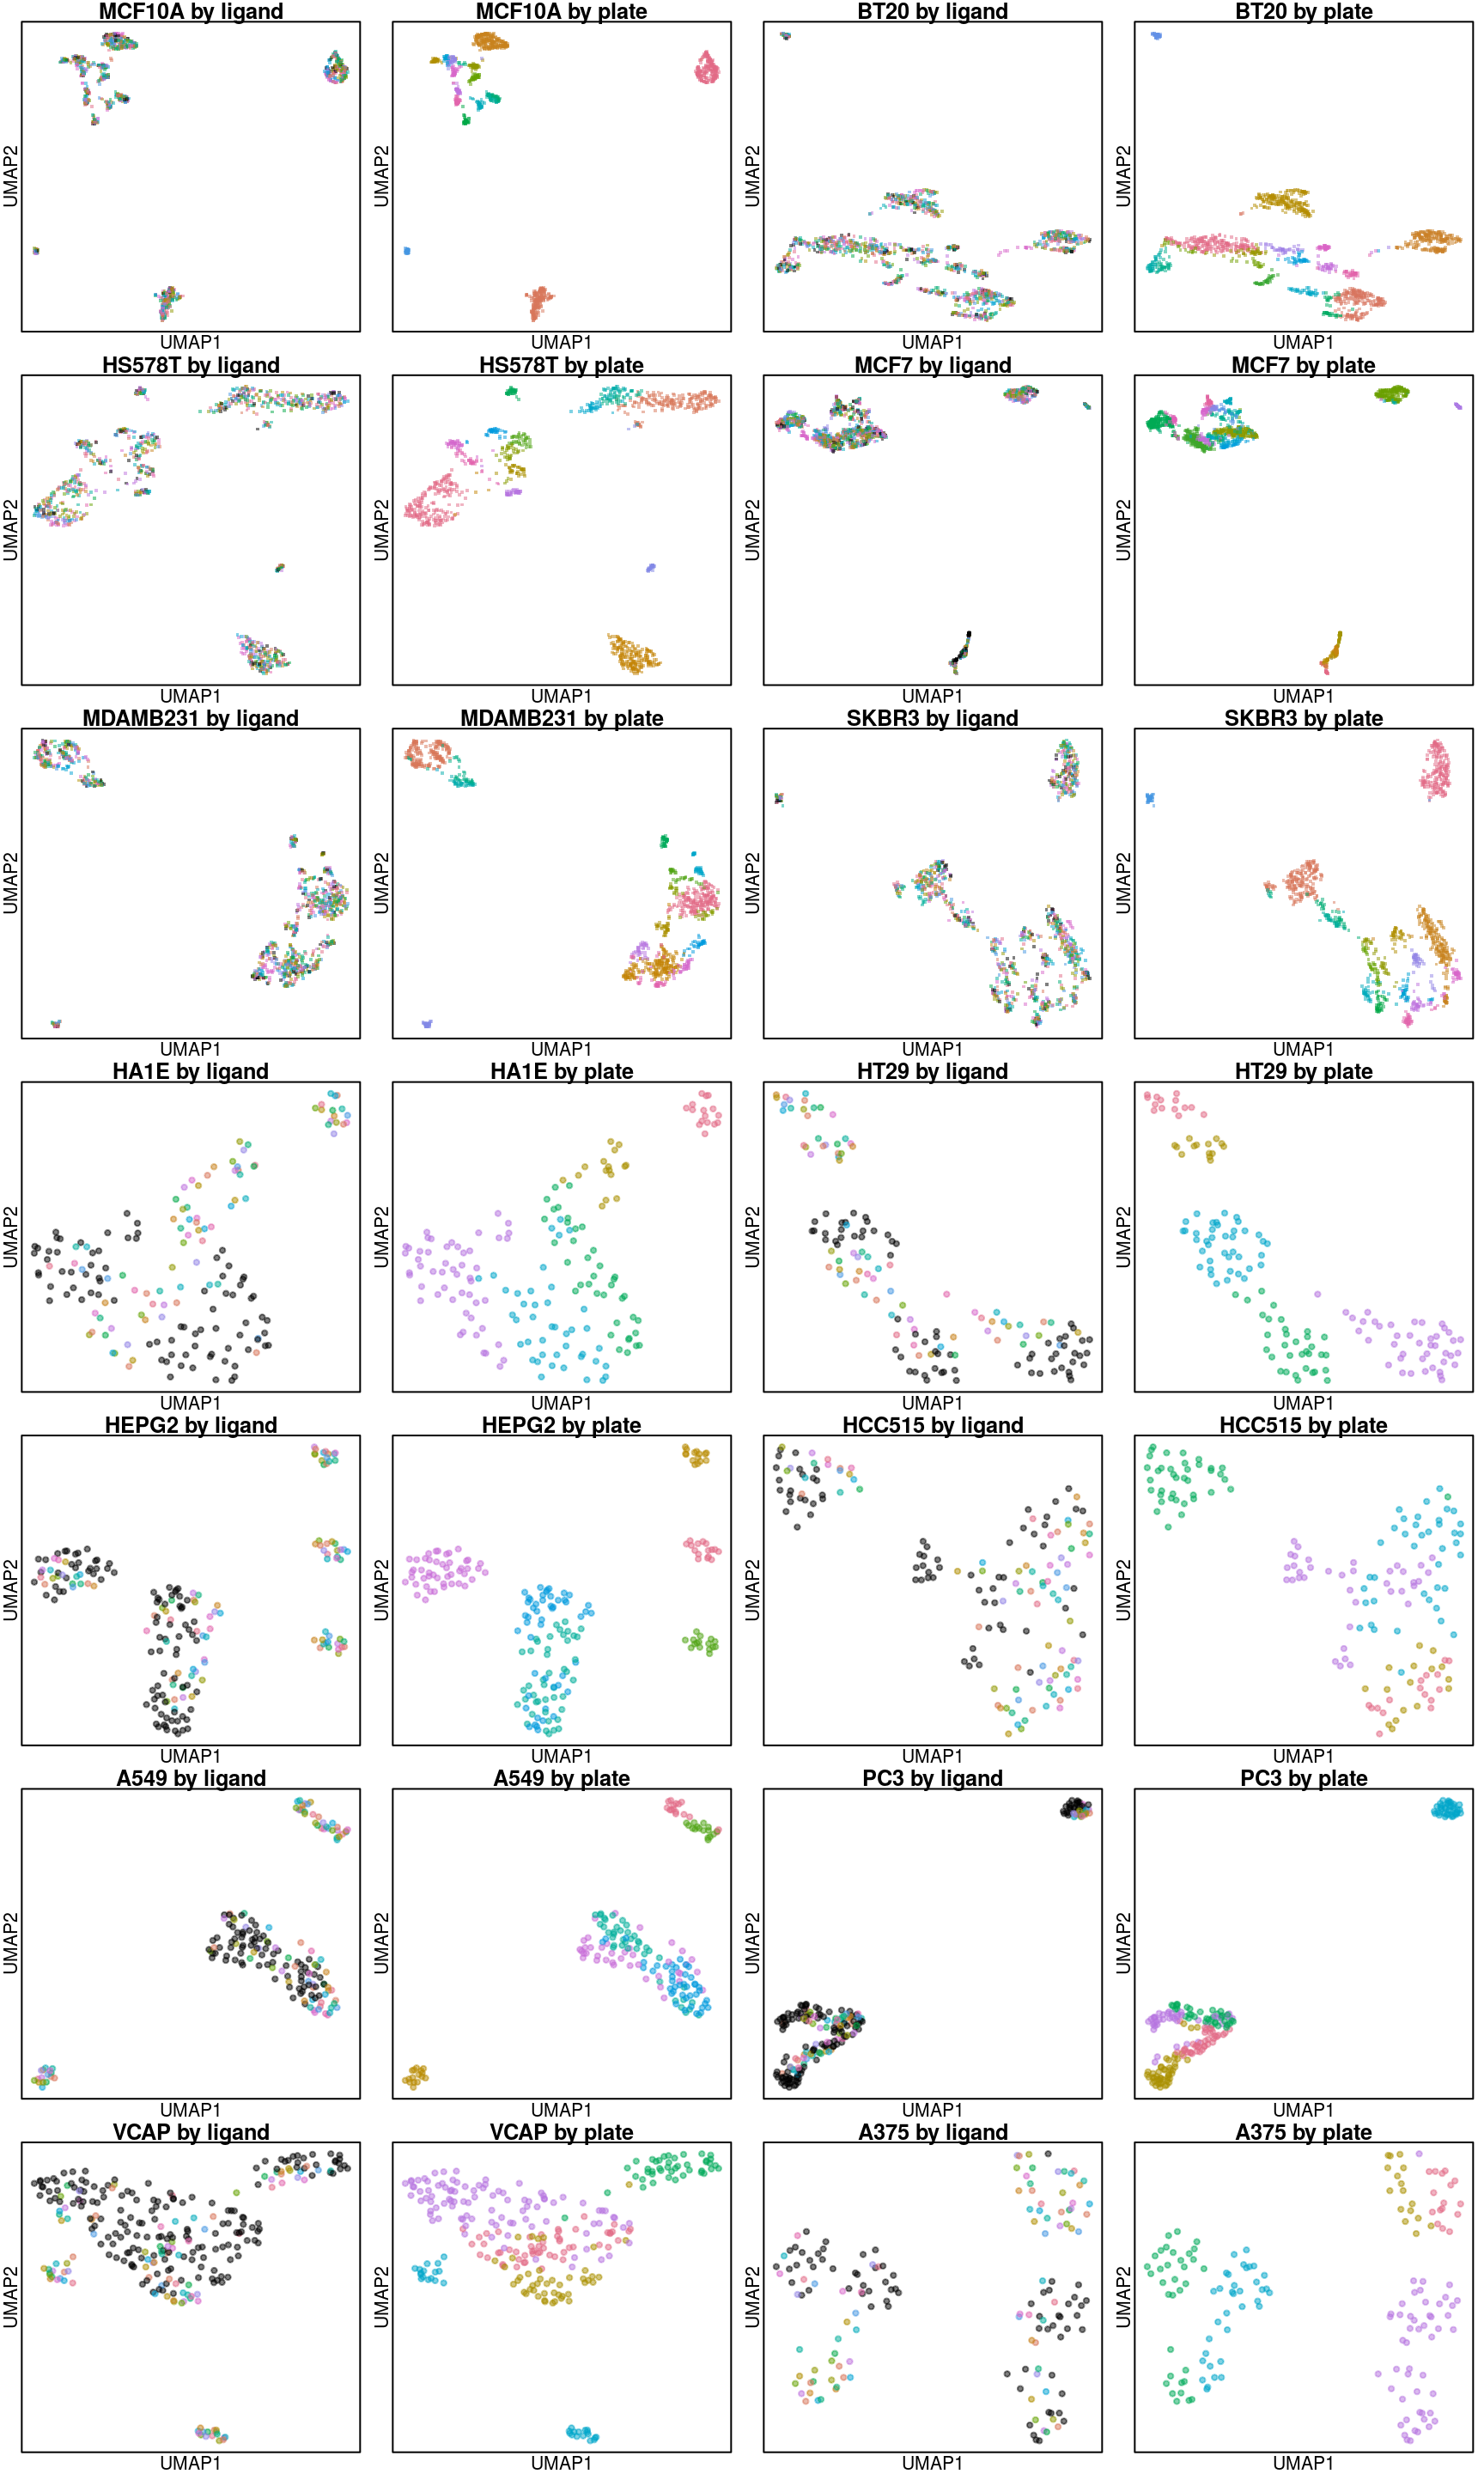 MCF10A by ligand
MCF10A by plate
BT20 by ligand
BT20 by plate
UMAP2
UMAP2
UMAP2
UMAP2
UMAP1
UMAP1
UMAP1
UMAP1
HS578T by ligand
HS578T by plate
MCF7 by ligand
MCF7 by plate
UMAP2
UMAP2
UMAP2
UMAP2
UMAP1
UMAP1
UMAP1
UMAP1
MDAMB231 by ligand
MDAMB231 by plate
SKBR3 by ligand
SKBR3 by plate
UMAP2
UMAP2
UMAP2
UMAP2
UMAP1
UMAP1
UMAP1
UMAP1
HA1E by ligand
HA1E by plate
HT29 by ligand
HT29 by plate
UMAP2
UMAP2
UMAP2
UMAP2
UMAP1
UMAP1
UMAP1
UMAP1
HEPG2 by ligand
HEPG2 by plate
HCC515 by ligand
HCC515 by plate
UMAP2
UMAP2
UMAP2
UMAP2
UMAP1
UMAP1
UMAP1
UMAP1
A549 by ligand
A549 by plate
PC3 by ligand
PC3 by plate
UMAP2
UMAP2
UMAP2
UMAP2
UMAP1
UMAP1
UMAP1
UMAP1
VCAP by ligand
VCAP by plate
A375 by ligand
A375 by plate
UMAP2
UMAP2
UMAP2
UMAP2
UMAP1
UMAP1
UMAP1
UMAP1